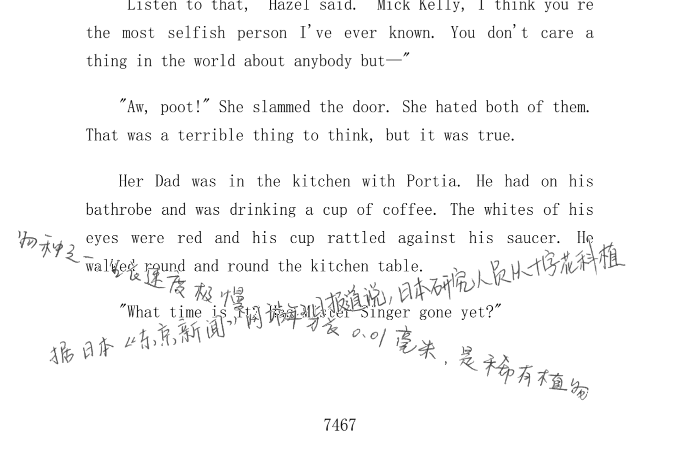 "Listen to that," Hazel said. "Mick Kelly, I think you're
the most selfish person I've ever known. You don't care a
thing in the world about anybody but—"
"Aw, poot!" She slammed the door. She hated both of them.
That was a terrible thing to think, but it was true.
Her Dad was in the kitchen with Portia. He had on his
bathrobe and was drinking a cup of coffee. The whites of his
eyes were red and his cup rattled against his saucer. He
walked round and round the kitchen table.
"What time is it? Has Mister Singer gone yet?"
物种之一
生长速度极慢
据日本《东京新闻》网站 日报道说,日本研究人员从十字花科植
0.01毫米,是稀有植物
7467